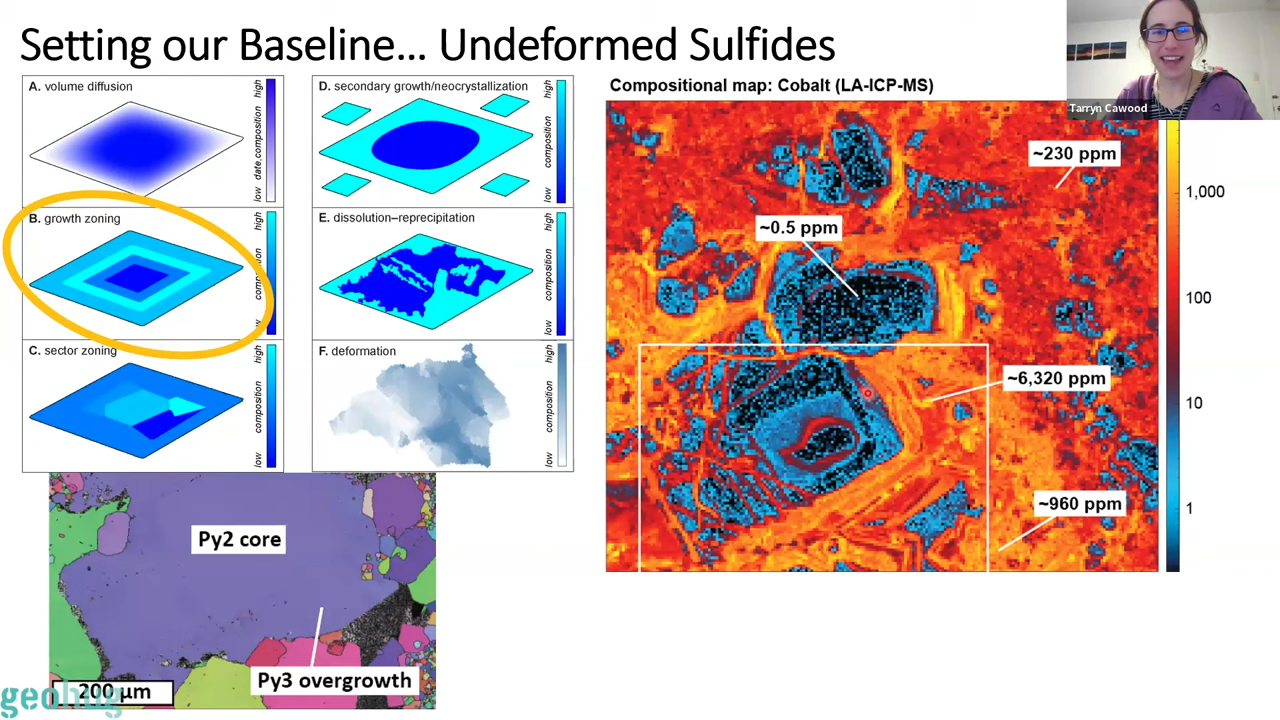 Setting our Baseline... Undeformed Sulfides
Tarryn Cawood
A. volume diffusion
high
date,composition
low
B. growth zoning
high
composition
low
C. sector zoning
high
composition
low
D. secondary growth/neocrystallization
high
composition
low
E. dissolution–reprecipitation
high
composition
low
F. deformation
high
composition
low
Compositional map: Cobalt (LA-ICP-MS)
~230 ppm
~0.5 ppm
~6,320 ppm
~960 ppm
1,000
100
10
1
Py2 core
Py3 overgrowth
200 µm
geohug